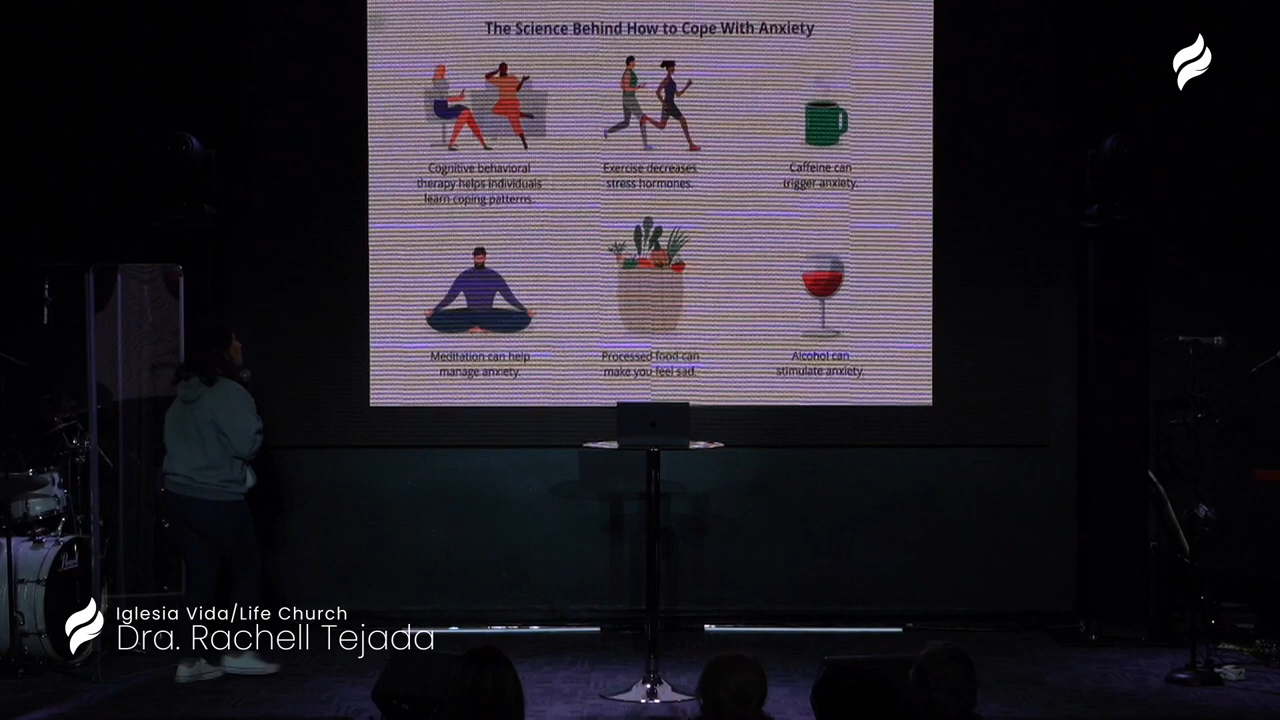 The Science Behind How to Cope With Anxiety
Cognitive behavioral
therapy helps individuals
learn coping patterns.
Exercise decreases
stress hormones.
Caffeine can
trigger anxiety.
Meditation can help
manage anxiety.
Processed food can
make you feel sad.
Alcohol can
stimulate anxiety.
Pearl
Iglesia Vida/Life Church
Dra. Rachell Tejada